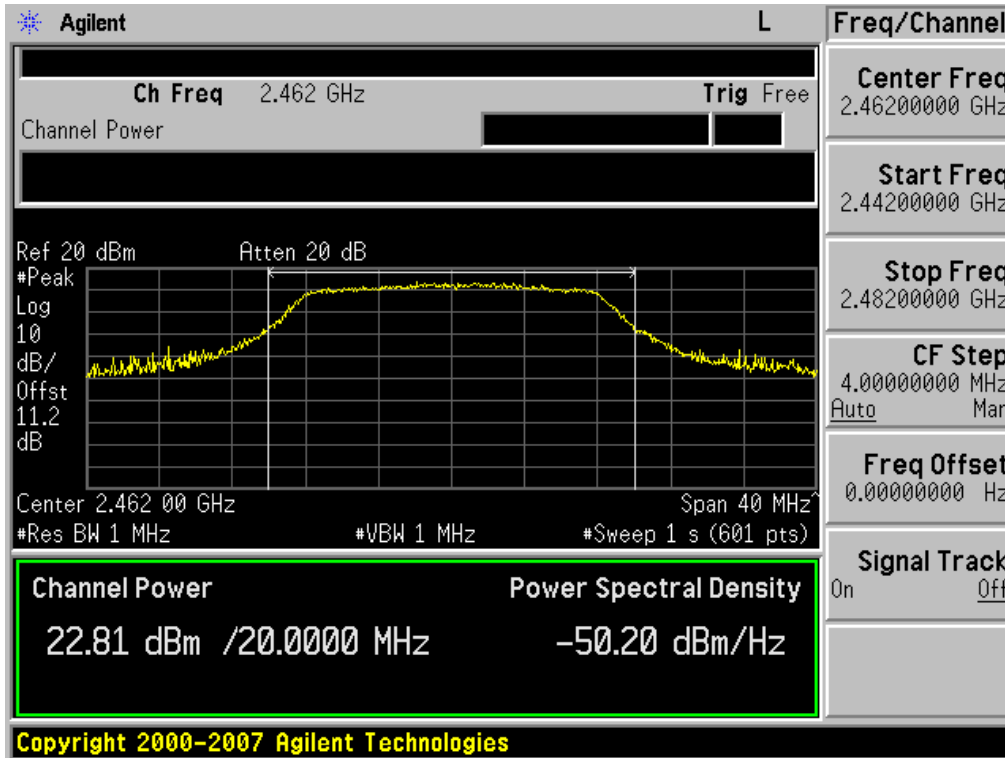 Agilent L Freq/Channel
Ch Freq 2.462 GHz Trig Free
Channel Power
Center Freq
2.46200000 GHz
Start Freq
2.44200000 GHz
Stop Freq
2.48200000 GHz
CF Step
4.00000000 MHz
Auto Man
Freq Offset
0.00000000 Hz
Signal Track
On Off
Ref 20 dBm Atten 20 dB
#Peak
Log
10
dB/
Offst
11.2
dB
Center 2.462 00 GHz Span 40 MHz^
#Res BW 1 MHz #VBW 1 MHz #Sweep 1 s (601 pts)
Channel Power Power Spectral Density
22.81 dBm /20.0000 MHz -50.20 dBm/Hz
Copyright 2000-2007 Agilent Technologies